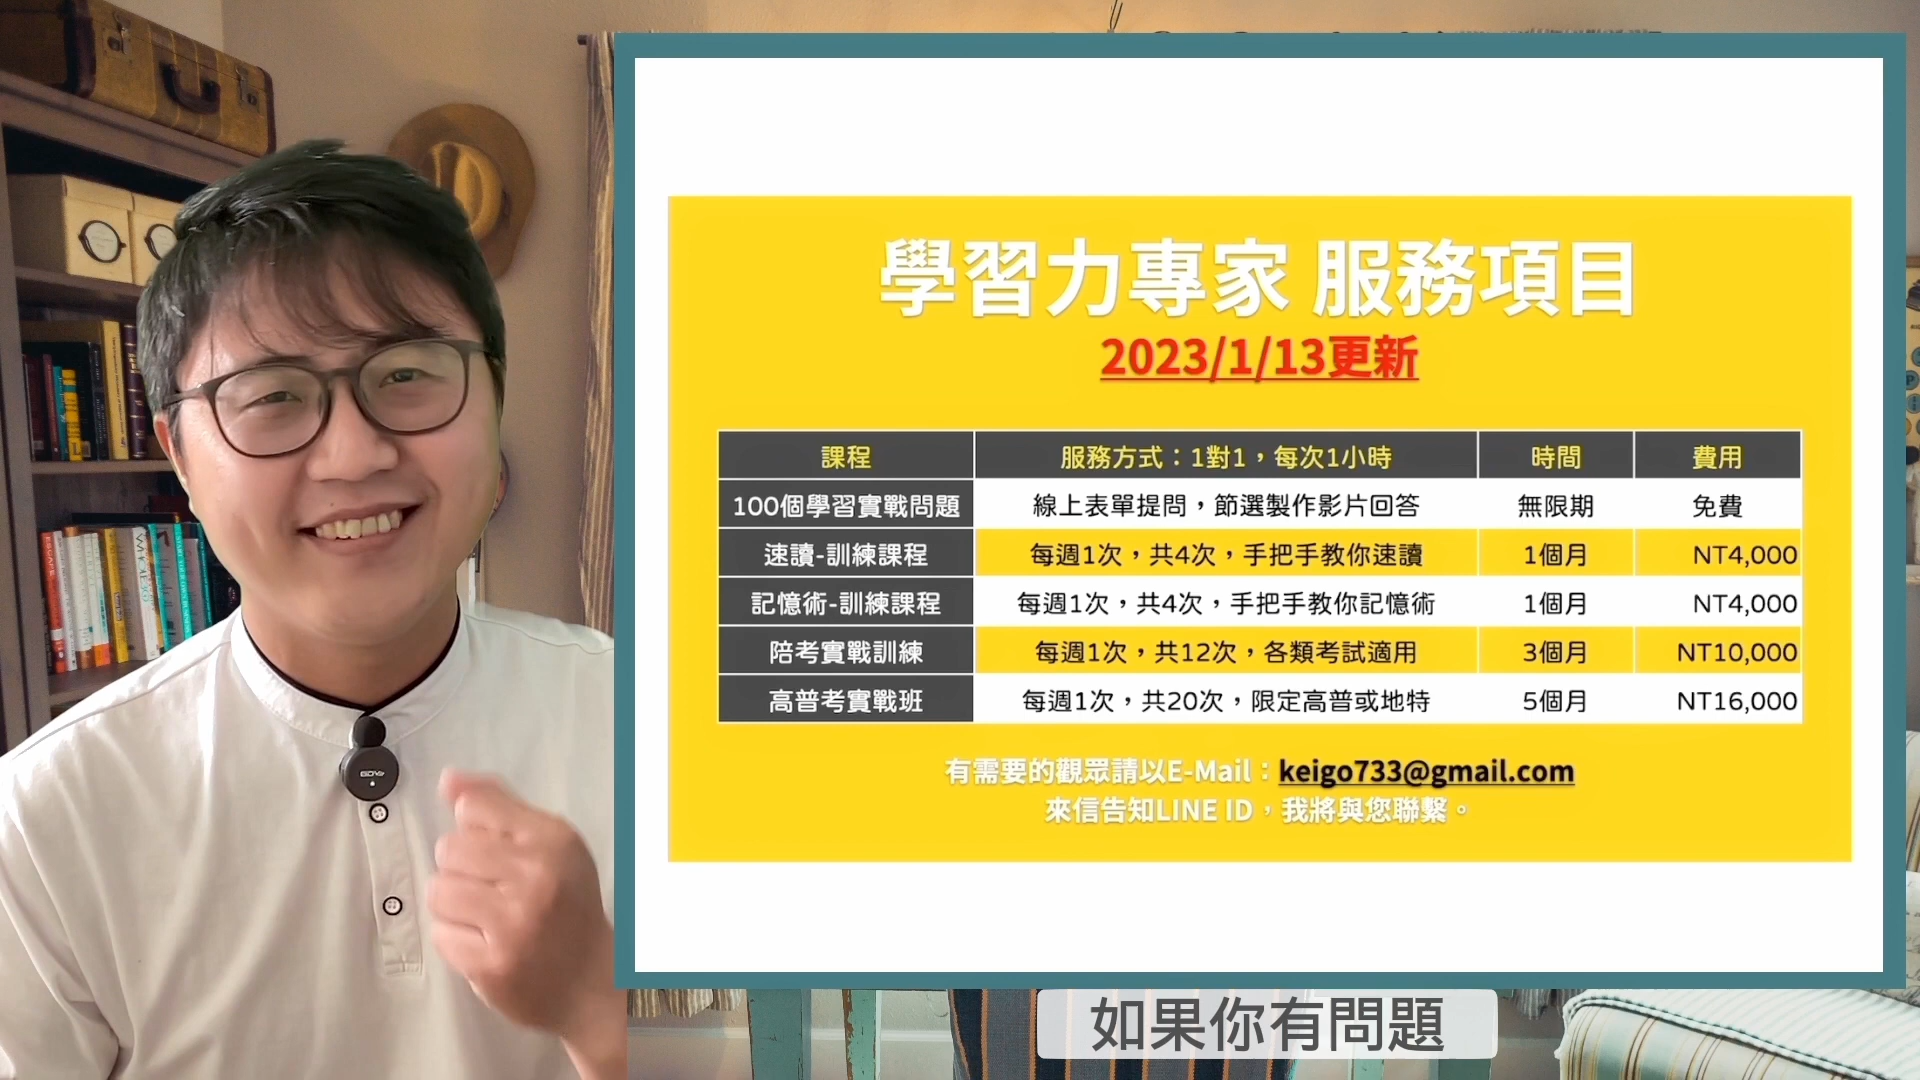 學習力專家 服務項目
2023/1/13更新
課程 服務方式：1對1，每次1小時 時間 費用
100個學習實戰問題 線上表單提問，節選製作影片回答 無限期 免費
速讀-訓練課程 每週1次，共4次，手把手教你速讀 1個月 NT4,000
記憶術-訓練課程 每週1次，共4次，手把手教你記憶術 1個月 NT4,000
陪考實戰訓練 每週1次，共12次，各類考試適用 3個月 NT10,000
高普考實戰班 每週1次，共20次，限定高普或地特 5個月 NT16,000
有需要的觀眾請以E-Mail：keigo733@gmail.com
來信告知LINE ID，我將與您聯繫。
如果你有問題